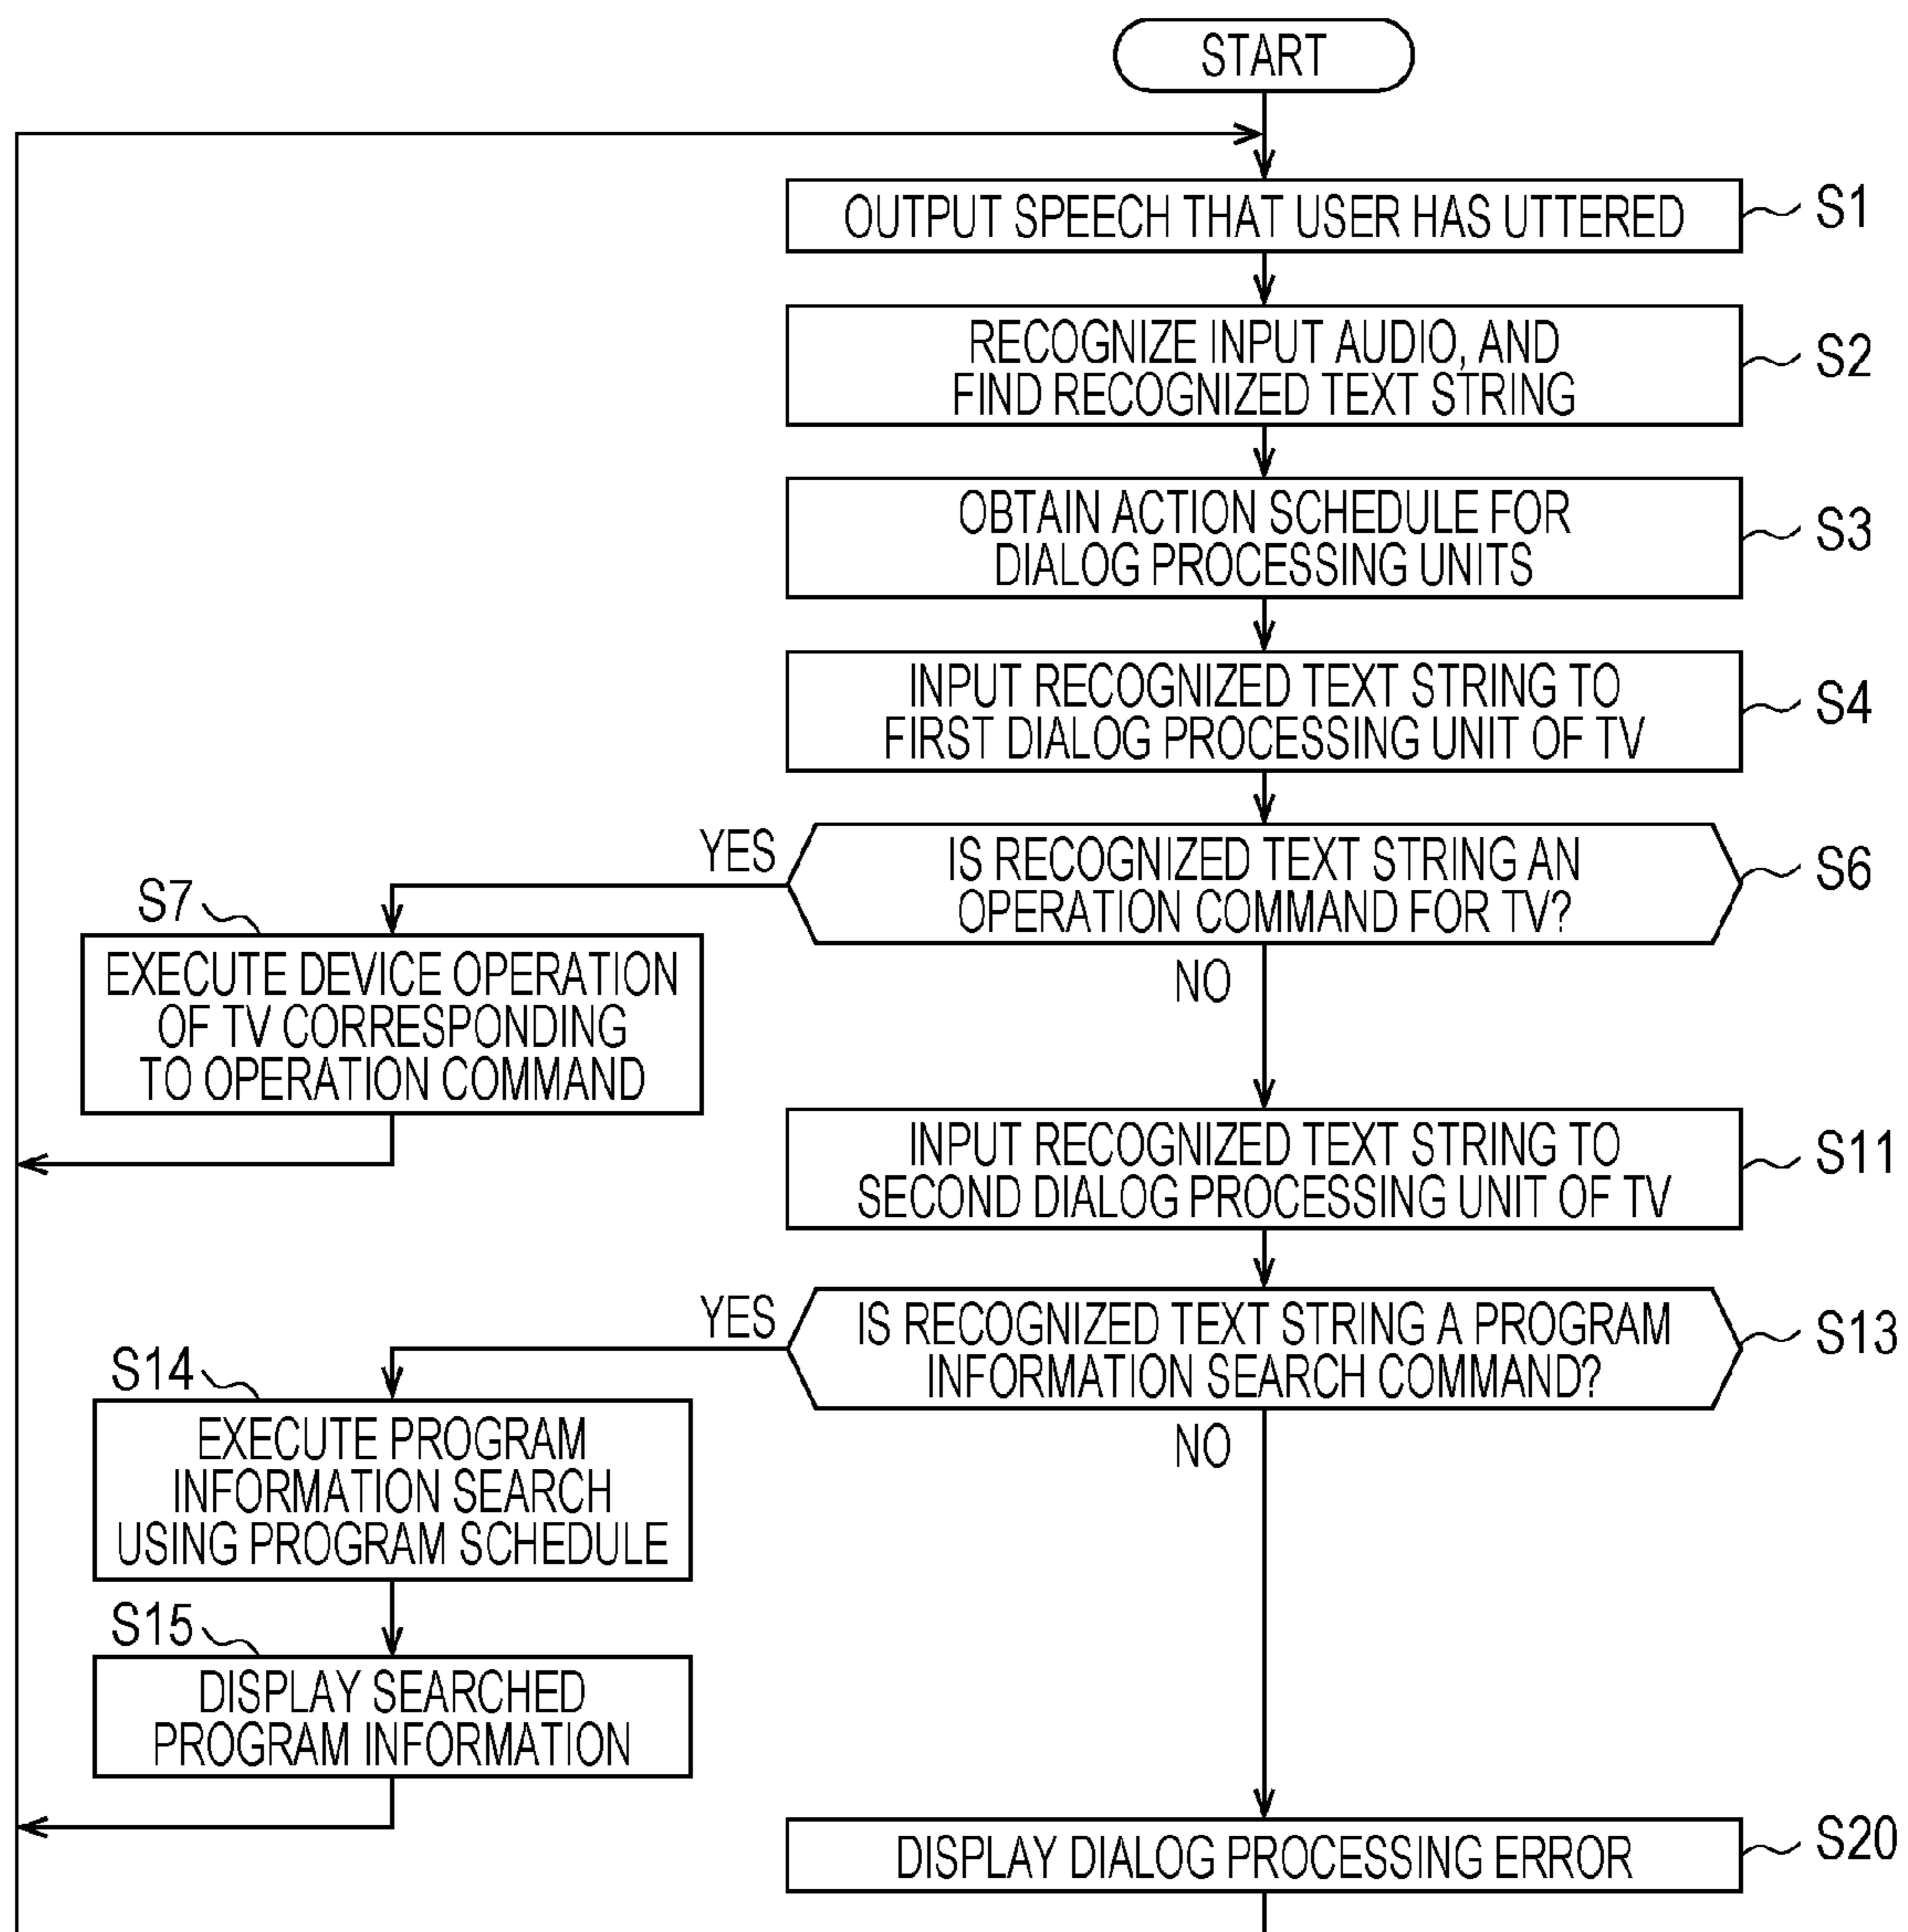 START
OUTPUT SPEECH THAT USER HAS UTTERED
S1
RECOGNIZE INPUT AUDIO, AND
FIND RECOGNIZED TEXT STRING
S2
OBTAIN ACTION SCHEDULE FOR
DIALOG PROCESSING UNITS
S3
INPUT RECOGNIZED TEXT STRING TO
FIRST DIALOG PROCESSING UNIT OF TV
S4
IS RECOGNIZED TEXT STRING AN
OPERATION COMMAND FOR TV?
S6
YES
S7
EXECUTE DEVICE OPERATION
OF TV CORRESPONDING
TO OPERATION COMMAND
NO
INPUT RECOGNIZED TEXT STRING TO
SECOND DIALOG PROCESSING UNIT OF TV
S11
IS RECOGNIZED TEXT STRING A PROGRAM
INFORMATION SEARCH COMMAND?
S13
YES
S14
EXECUTE PROGRAM
INFORMATION SEARCH
USING PROGRAM SCHEDULE
NO
S15
DISPLAY SEARCHED
PROGRAM INFORMATION
DISPLAY DIALOG PROCESSING ERROR
S20